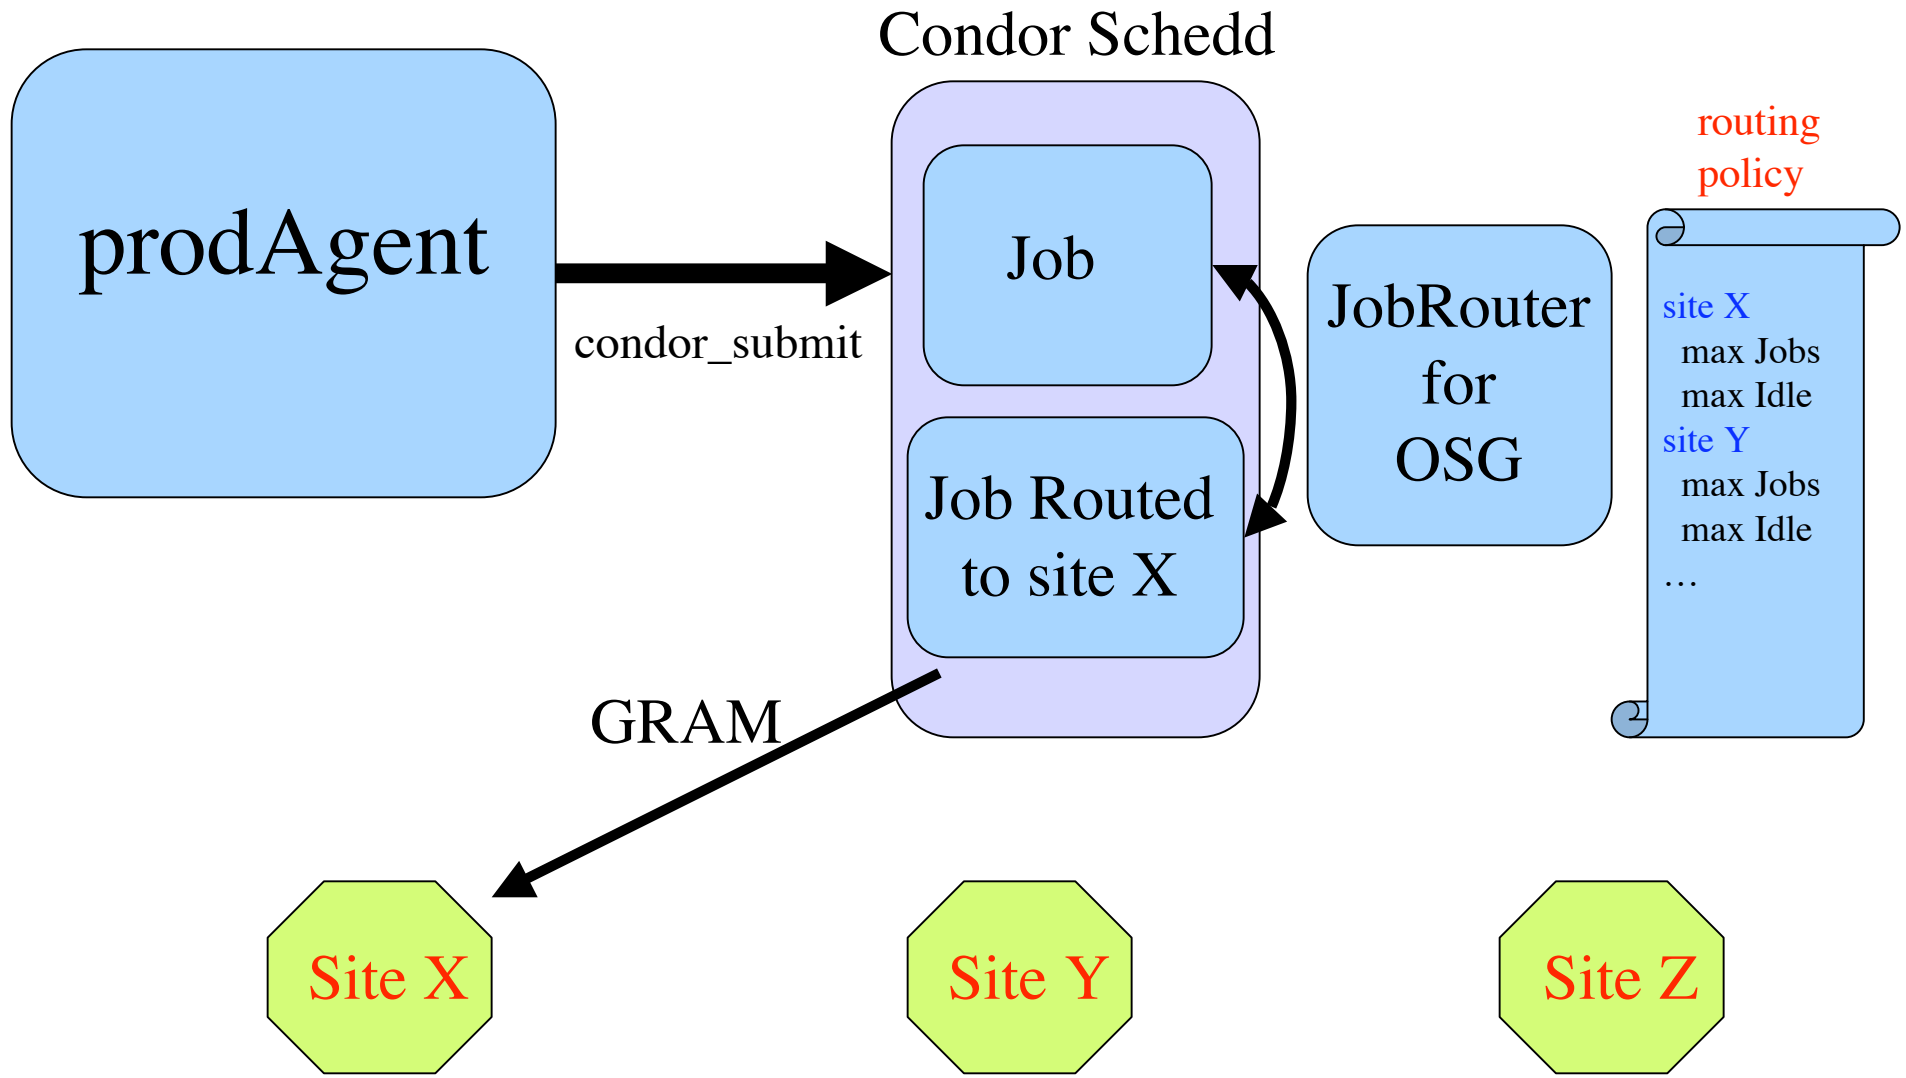 Condor Schedd
prodAgent
condor_submit
Job
Job Routed
to site X
JobRouter
for
OSG
routing
policy
site X
max Jobs
max Idle
site Y
max Jobs
max Idle
…
GRAM
Site X
Site Y
Site Z